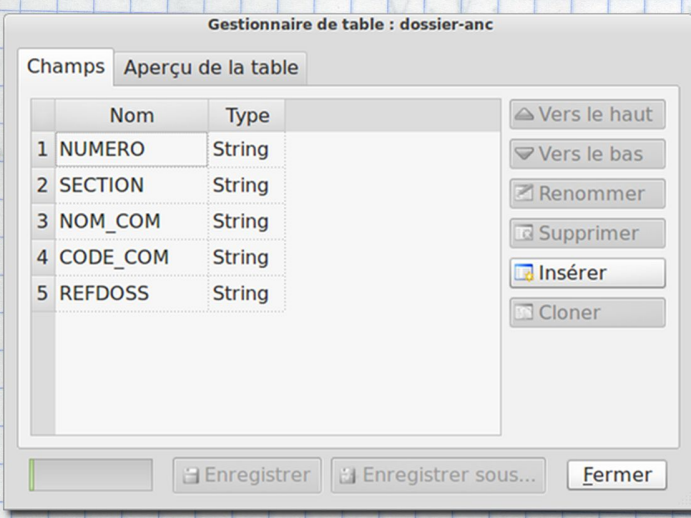 Gestionnaire de table : dossier-anc
Champs
Aperçu de la table
Nom Type
1 NUMERO String
2 SECTION String
3 NOM_COM String
4 CODE_COM String
5 REFDOSS String
Vers le haut
Vers le bas
Renommer
Supprimer
Insérer
Cloner
Enregistrer
Enregistrer sous...
Fermer